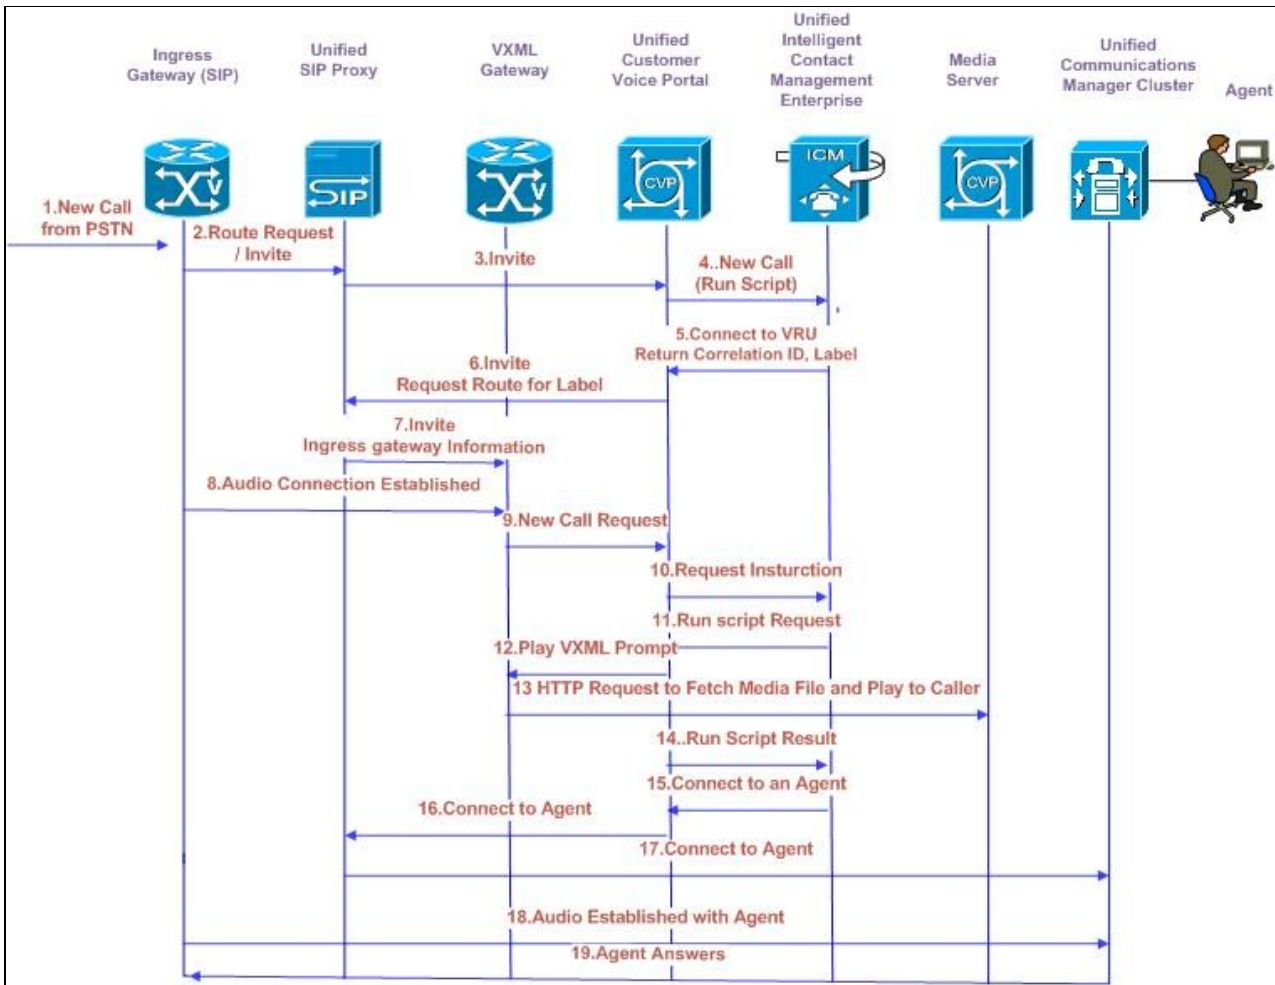 Ingress
Gateway (SIP)
Unified
SIP Proxy
VXML
Gateway
Unified
Customer
Voice Portal
Unified
Intelligent
Contact
Management
Enterprise
Media
Server
Unified
Communications
Manager Cluster
Agent
V
SIP
V
CVP
ICM
CVP
1.New Call
from PSTN
2.Route Request
/ Invite
3.Invite
4..New Call
(Run Script)
5.Connect to VRU
Return Correlation ID, Label
6.Invite
Request Route for Label
7.Invite
Ingress gateway Information
8.Audio Connection Established
9.New Call Request
10.Request Insturction
11.Run script Request
12.Play VXML Prompt
13 HTTP Request to Fetch Media File and Play to Caller
14..Run Script Result
15.Connect to an Agent
16.Connect to Agent
17.Connect to Agent
18.Audio Established with Agent
19.Agent Answers